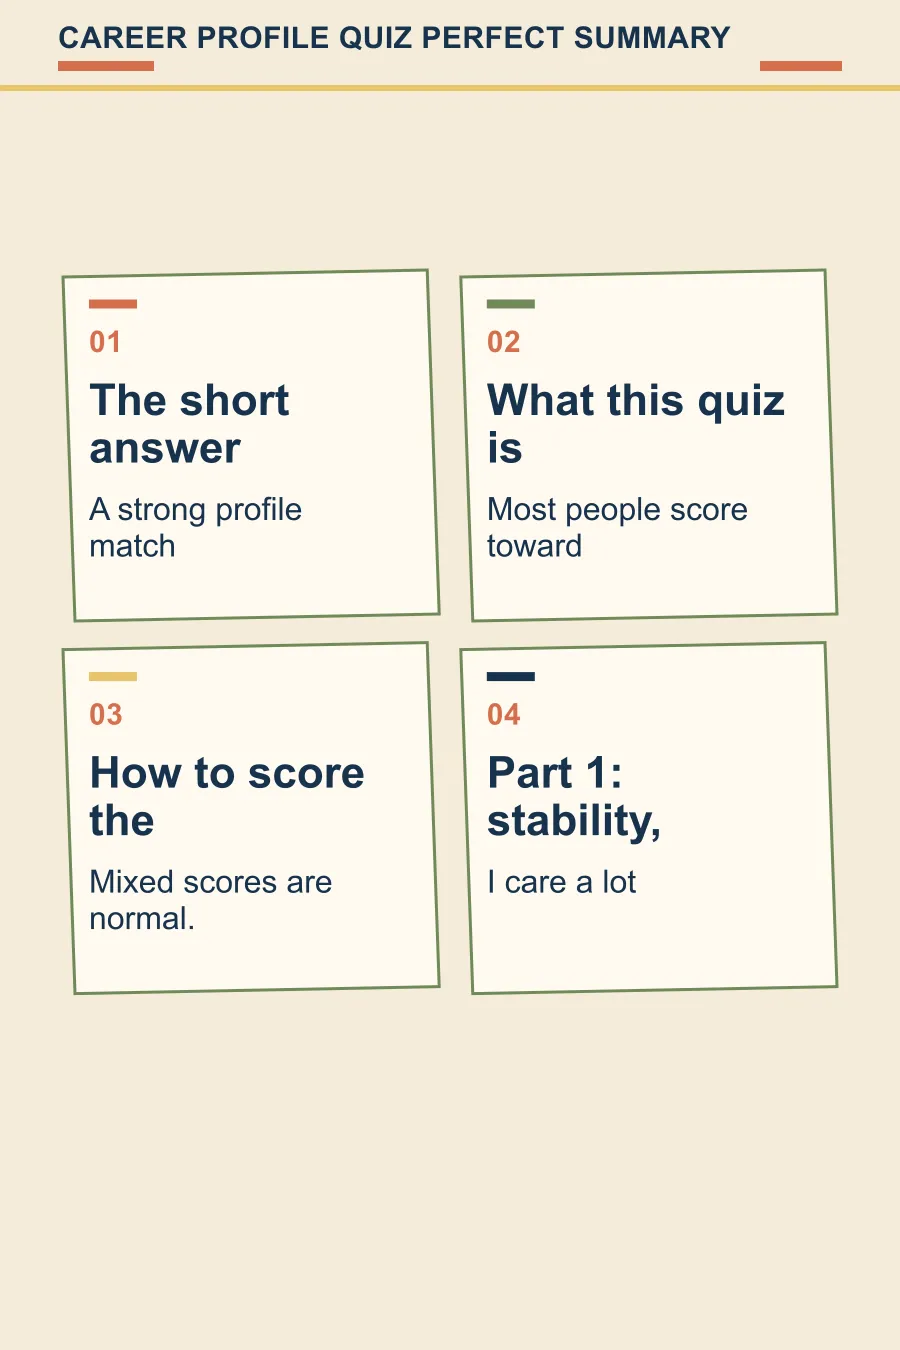 CAREER PROFILE QUIZ PERFECT SUMMARY
01
The short
answer
A strong profile
match
02
What this quiz
is
Most people score
toward
03
How to score
the
Mixed scores are
normal.
04
Part 1:
stability,
I care a lot